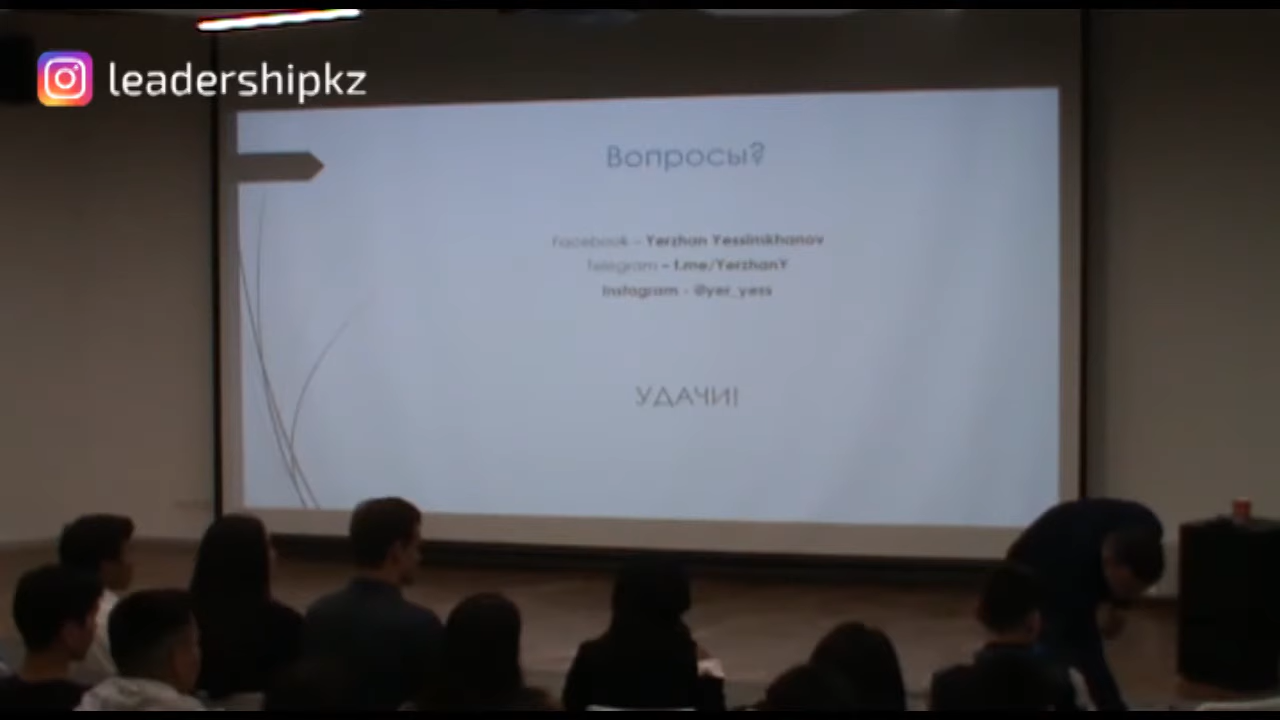 leadershipkz
Вопросы?
Facebook – Yerzhan Yessimkhanov
Telegram – t.me/YerzhanY
Instagram - @yer_yess
УДАЧИ!